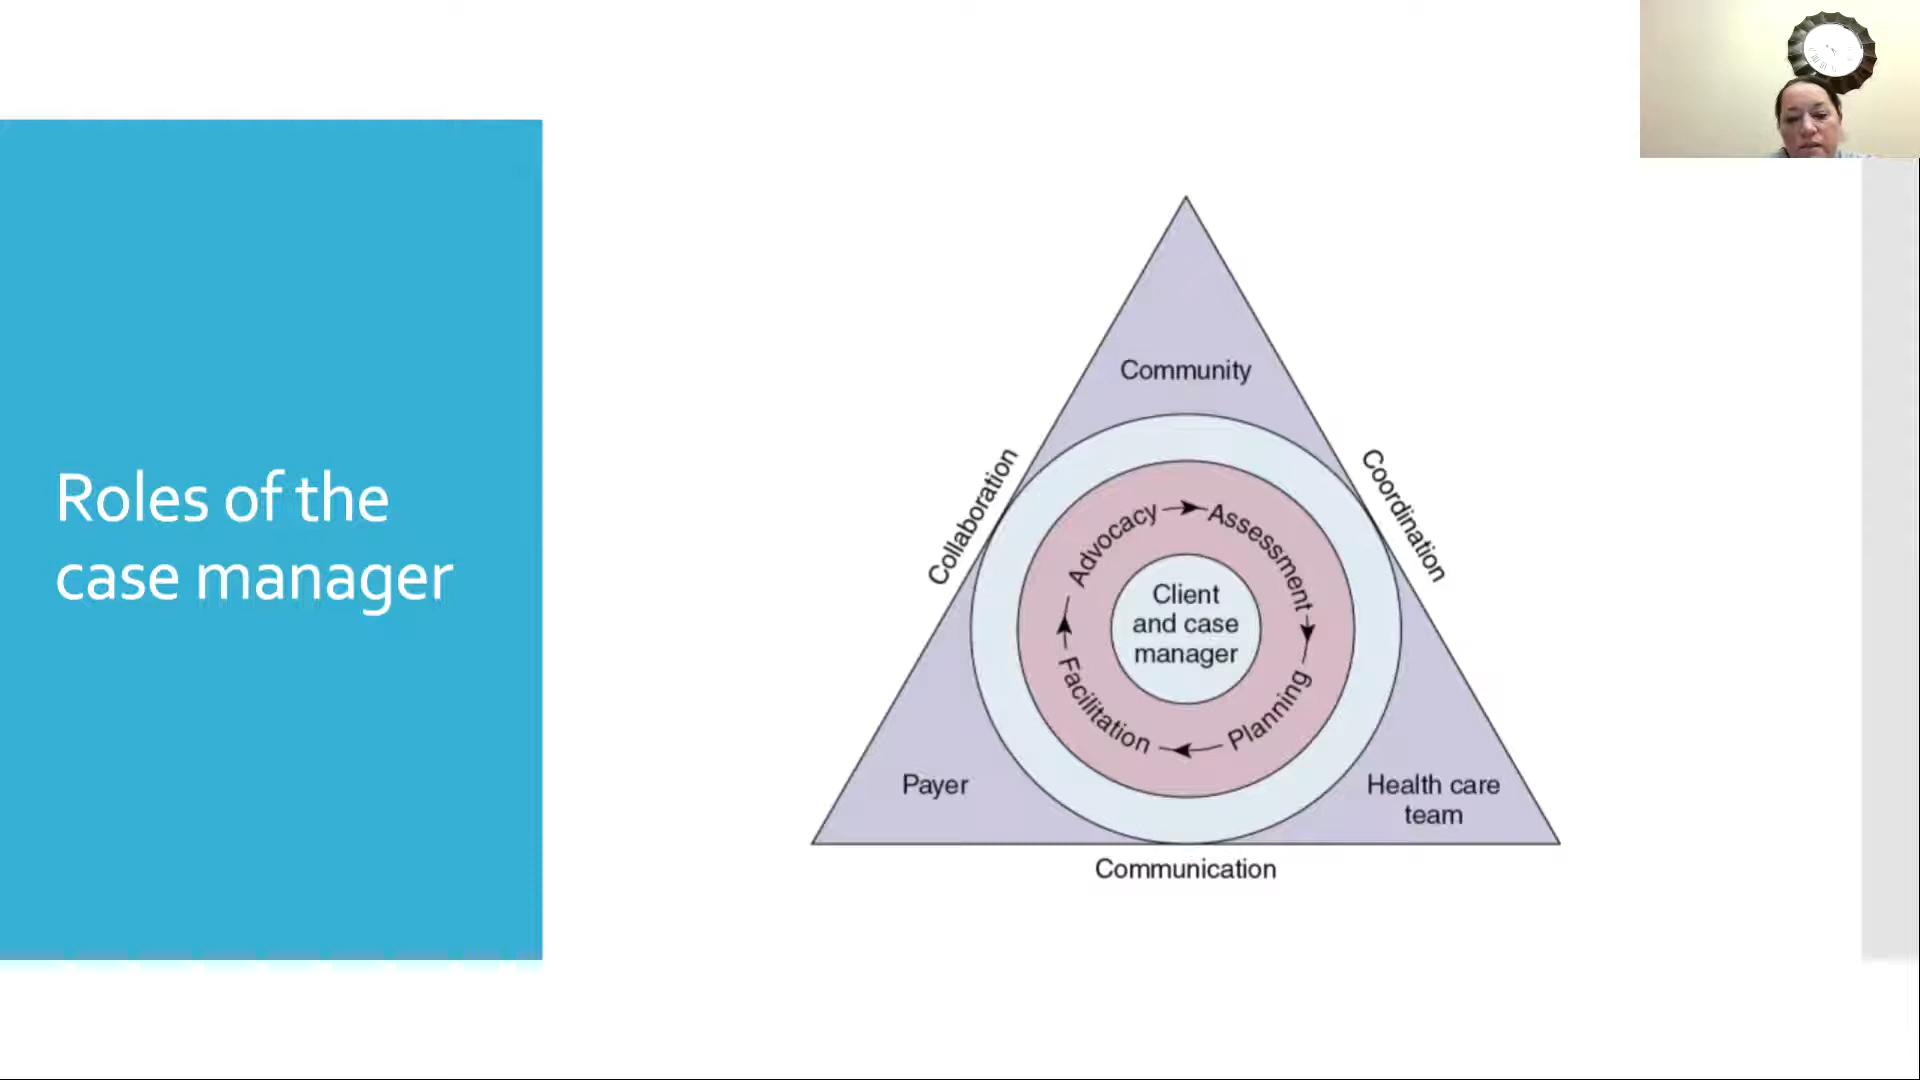 Roles of the
case manager
Community
Collaboration
Coordination
Advocacy
Assessment
Client
and case
manager
Facilitation
Planning
Payer
Health care
team
Communication